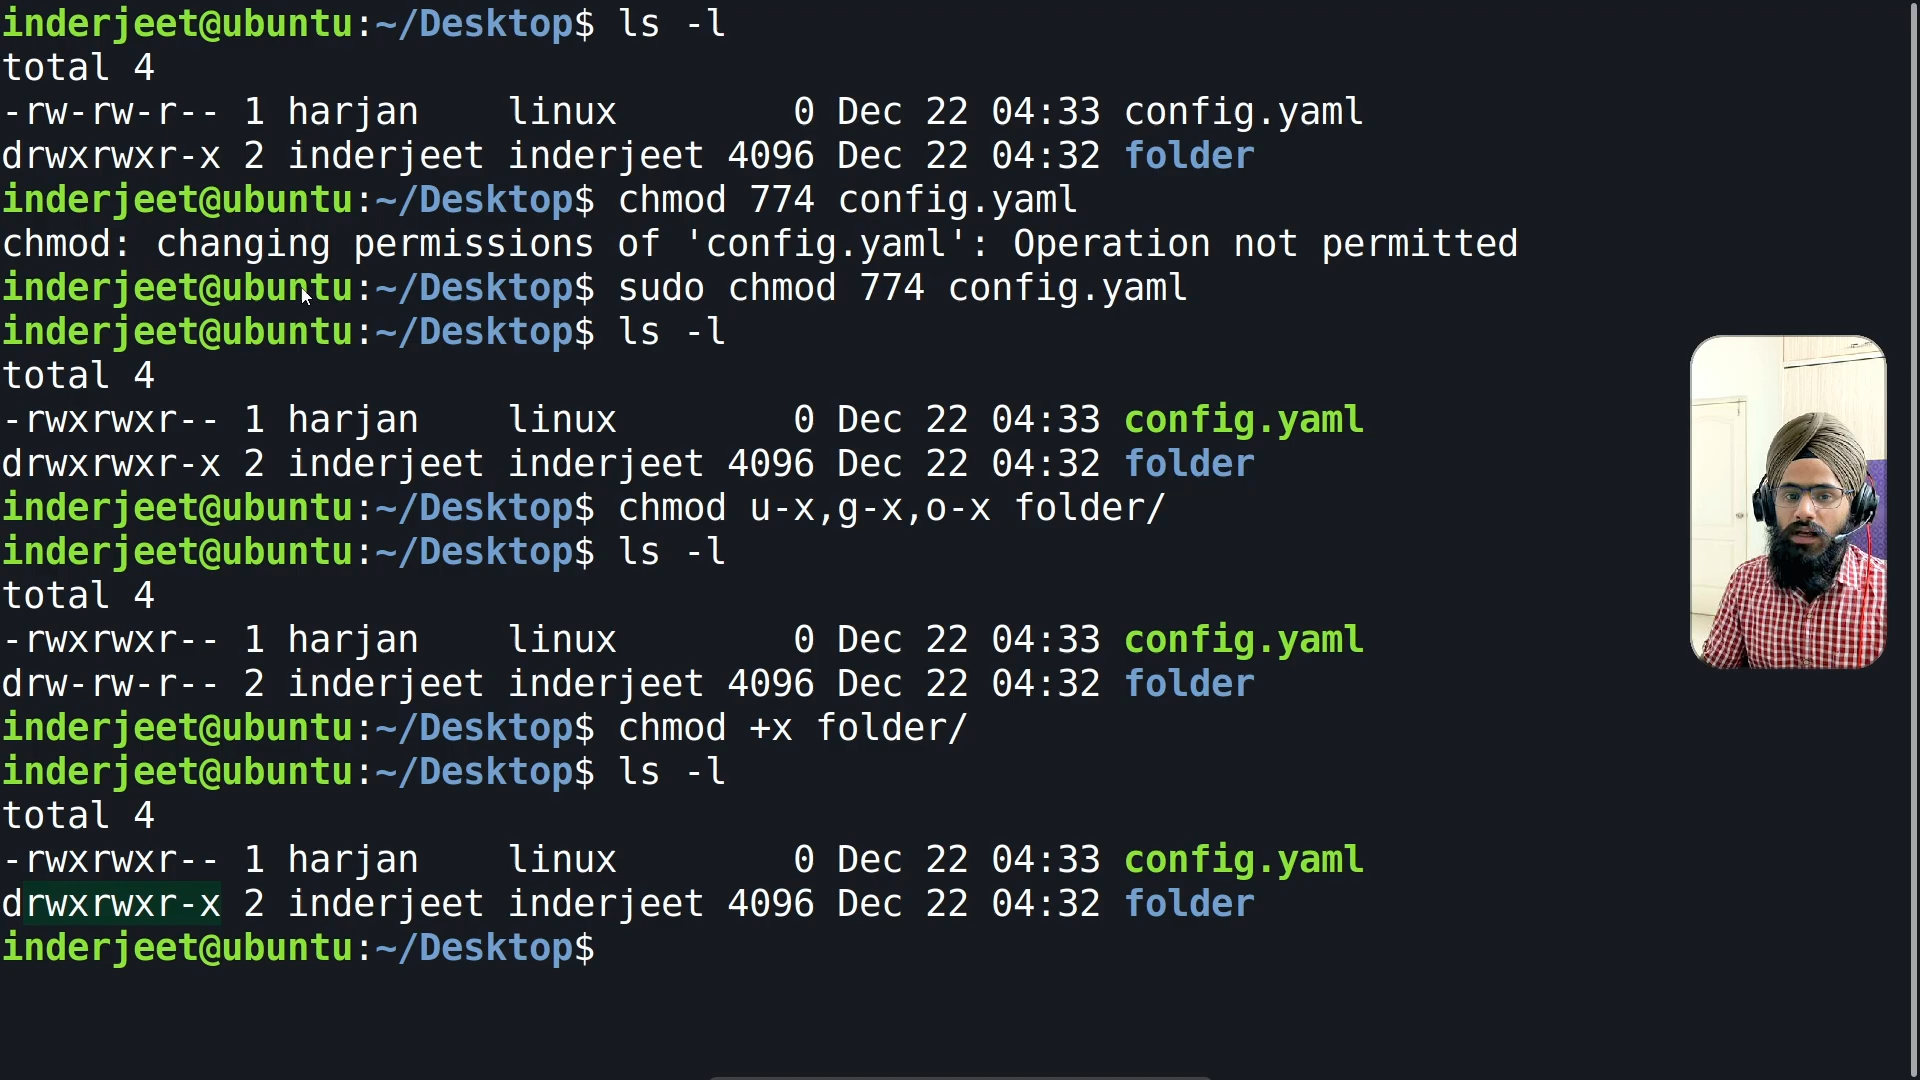 inderjeet@ubuntu:~/Desktop$ ls -l
total 4
-rw-rw-r-- 1 harjan    linux        0 Dec 22 04:33 config.yaml
drwxrwxr-x 2 inderjeet inderjeet 4096 Dec 22 04:32 folder
inderjeet@ubuntu:~/Desktop$ chmod 774 config.yaml
chmod: changing permissions of 'config.yaml': Operation not permitted
inderjeet@ubuntu:~/Desktop$ sudo chmod 774 config.yaml
inderjeet@ubuntu:~/Desktop$ ls -l
total 4
-rwxrwxr-- 1 harjan    linux        0 Dec 22 04:33 config.yaml
drwxrwxr-x 2 inderjeet inderjeet 4096 Dec 22 04:32 folder
inderjeet@ubuntu:~/Desktop$ chmod u-x,g-x,o-x folder/
inderjeet@ubuntu:~/Desktop$ ls -l
total 4
-rwxrwxr-- 1 harjan    linux        0 Dec 22 04:33 config.yaml
drw-rw-r-- 2 inderjeet inderjeet 4096 Dec 22 04:32 folder
inderjeet@ubuntu:~/Desktop$ chmod +x folder/
inderjeet@ubuntu:~/Desktop$ ls -l
total 4
-rwxrwxr-- 1 harjan    linux        0 Dec 22 04:33 config.yaml
drwxrwxr-x 2 inderjeet inderjeet 4096 Dec 22 04:32 folder
inderjeet@ubuntu:~/Desktop$